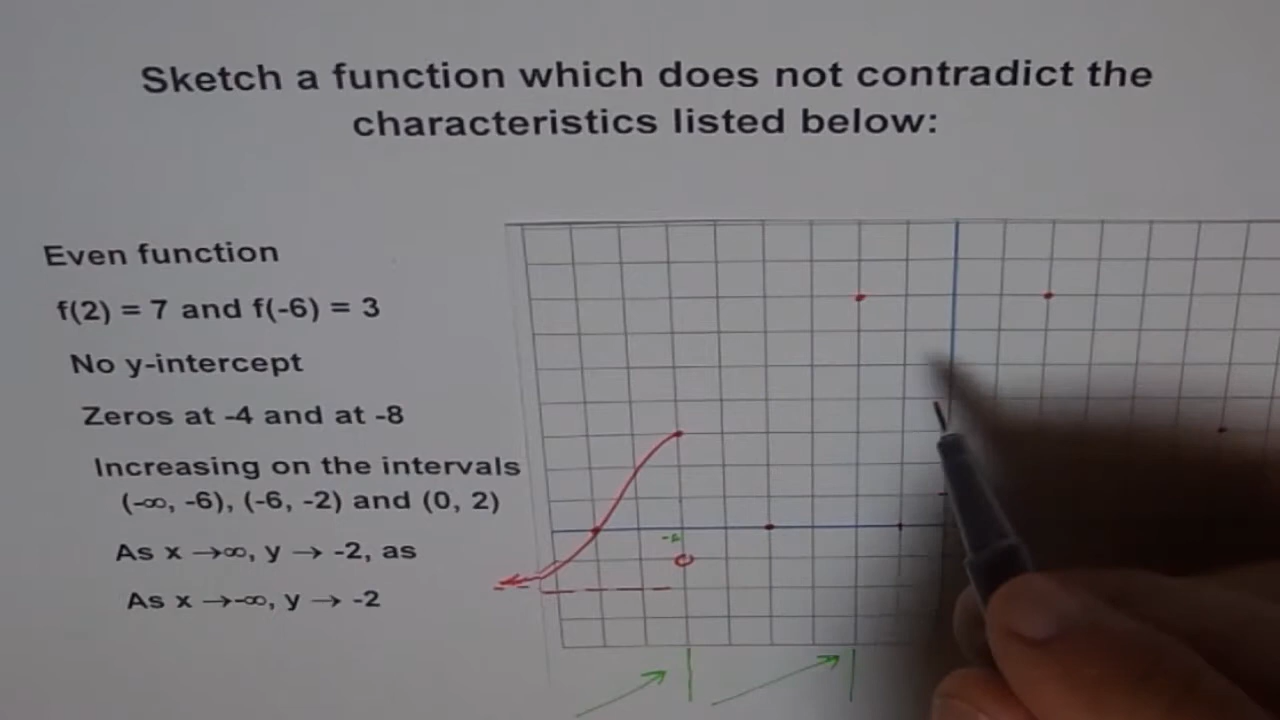 Sketch a function which does not contradict the
characteristics listed below:
Even function
f(2) = 7 and f(-6) = 3
No y-intercept
Zeros at -4 and at -8
Increasing on the intervals
(-∞, -6), (-6, -2) and (0, 2)
As x →∞, y → -2, as
As x →-∞, y → -2